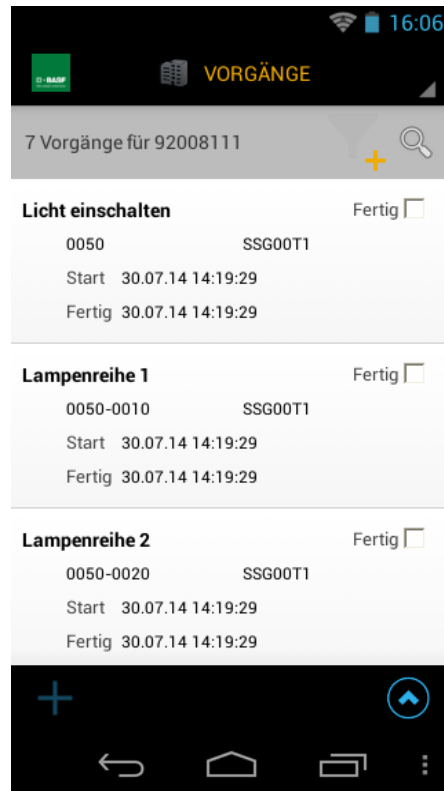 16:06
D-BASF
VORGÄNGE
7 Vorgänge für 92008111
Licht einschalten Fertig
0050 SSG00T1
Start 30.07.14 14:19:29
Fertig 30.07.14 14:19:29
Lampenreihe 1 Fertig
0050-0010 SSG00T1
Start 30.07.14 14:19:29
Fertig 30.07.14 14:19:29
Lampenreihe 2 Fertig
0050-0020 SSG00T1
Start 30.07.14 14:19:29
Fertig 30.07.14 14:19:29